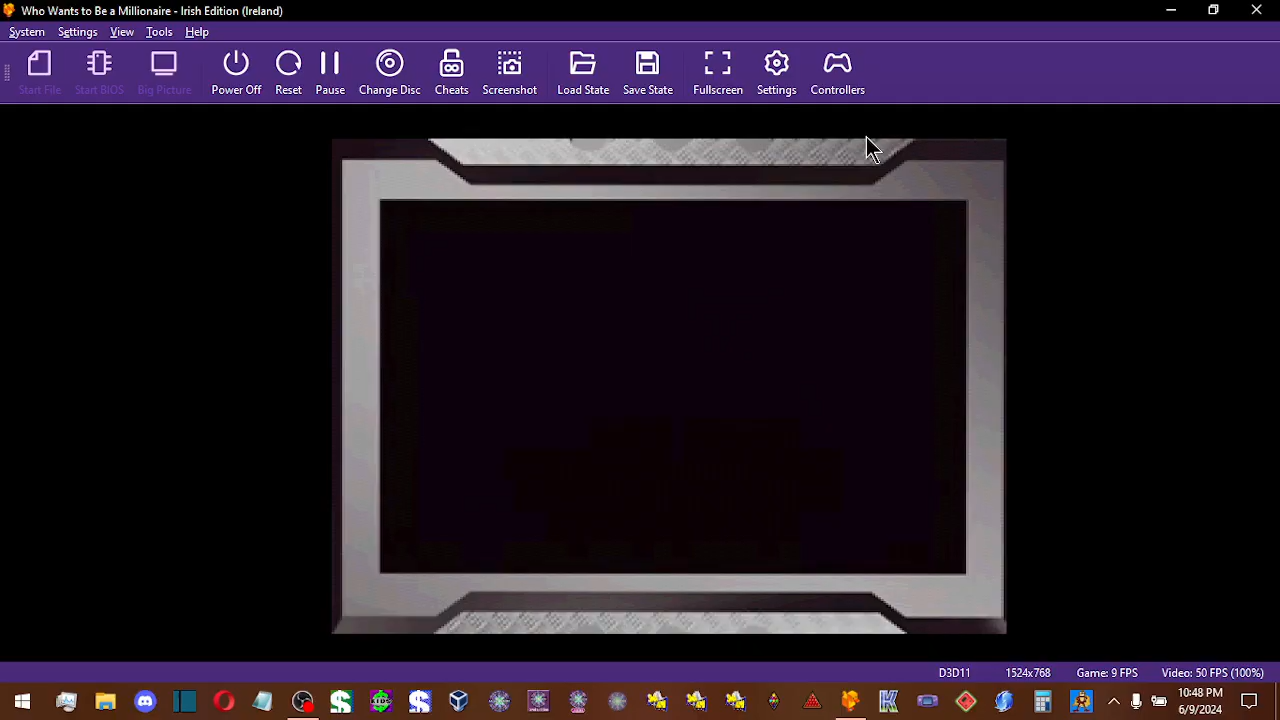 Who Wants to Be a Millionaire - Irish Edition (Ireland)
System Settings View Tools Help
Start File Start BIOS Big Picture Power Off Reset Pause Change Disc Cheats Screenshot Load State Save State Fullscreen Settings Controllers
D3D11 1524x768 Game: 9 FPS Video: 50 FPS (100%)
10:48 PM
6/9/2024